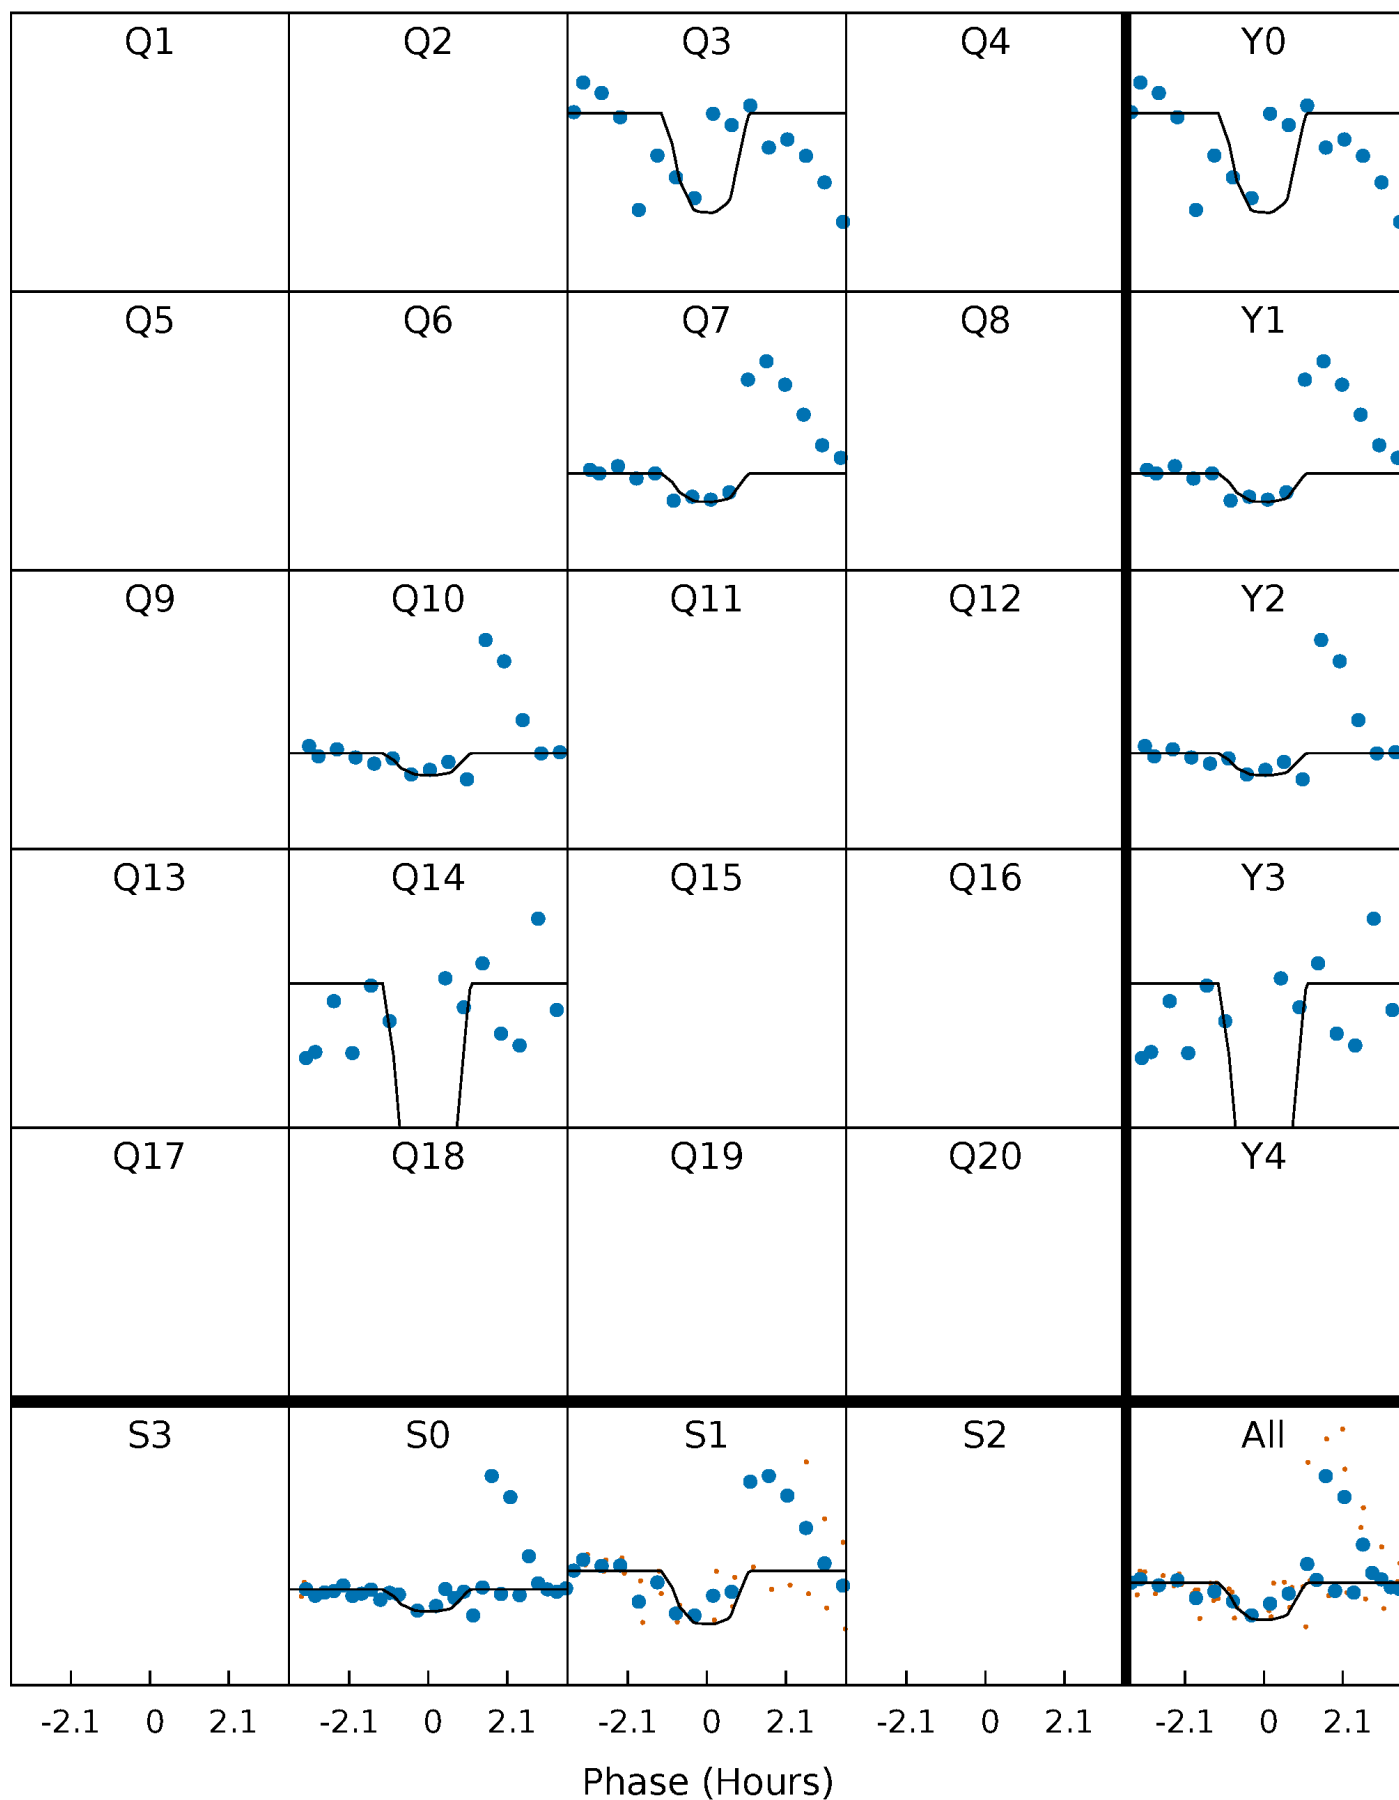 Q1 Q2 Q3 Q4 Y0
Q5 Q6 Q7 Q8 Y1
Q9 Q10 Q11 Q12 Y2
Q13 Q14 Q15 Q16 Y3
Q17 Q18 Q19 Q20 Y4
S3 S0 S1 S2 All
-2.1 0 2.1 -2.1 0 2.1 -2.1 0 2.1 -2.1 0 2.1 -2.1 0 2.1
Phase (Hours)